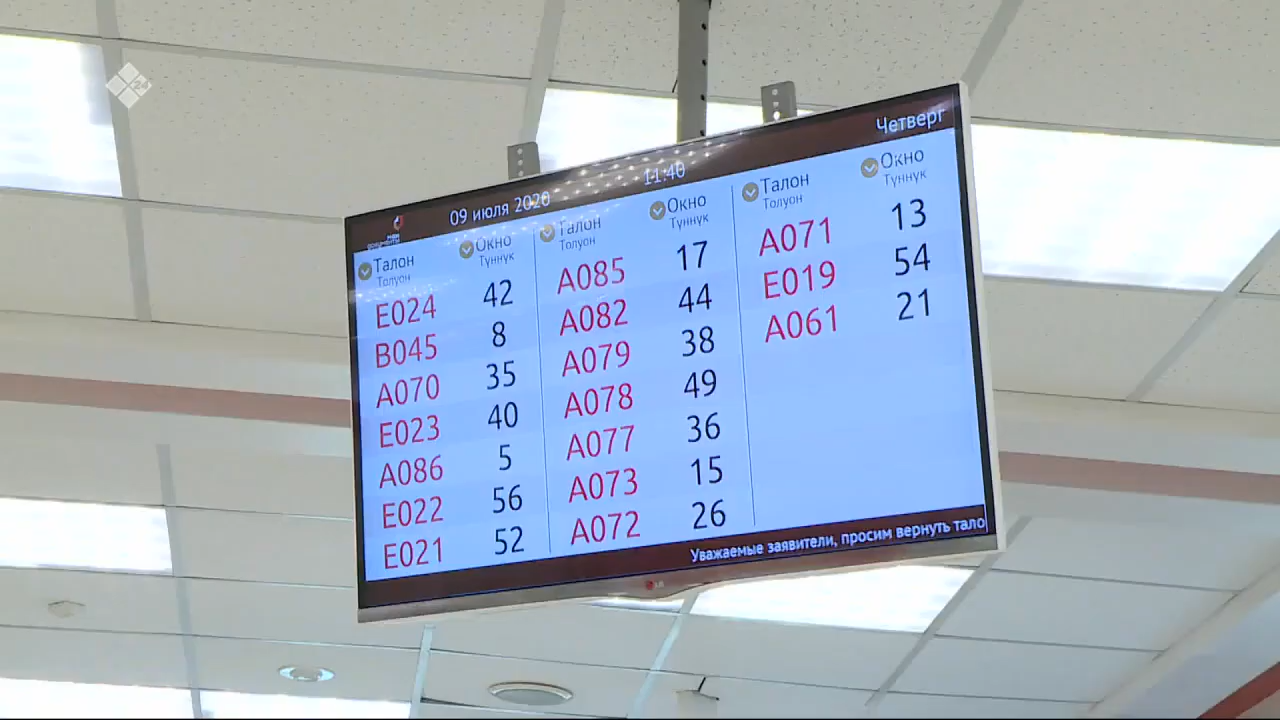 24
09 июля 2020 11:40 Четверг
Талон Окно
Толуон Түннүк
E024 42
B045 8
A070 35
E023 40
A086 5
E022 56
E021 52
Талон Окно
Толуон Түннүк
A085 17
A082 44
A079 38
A078 49
A077 36
A073 15
A072 26
Талон Окно
Толуон Түннүк
A071 13
E019 54
A061 21
Уважаемые заявители, просим вернуть тало
LG